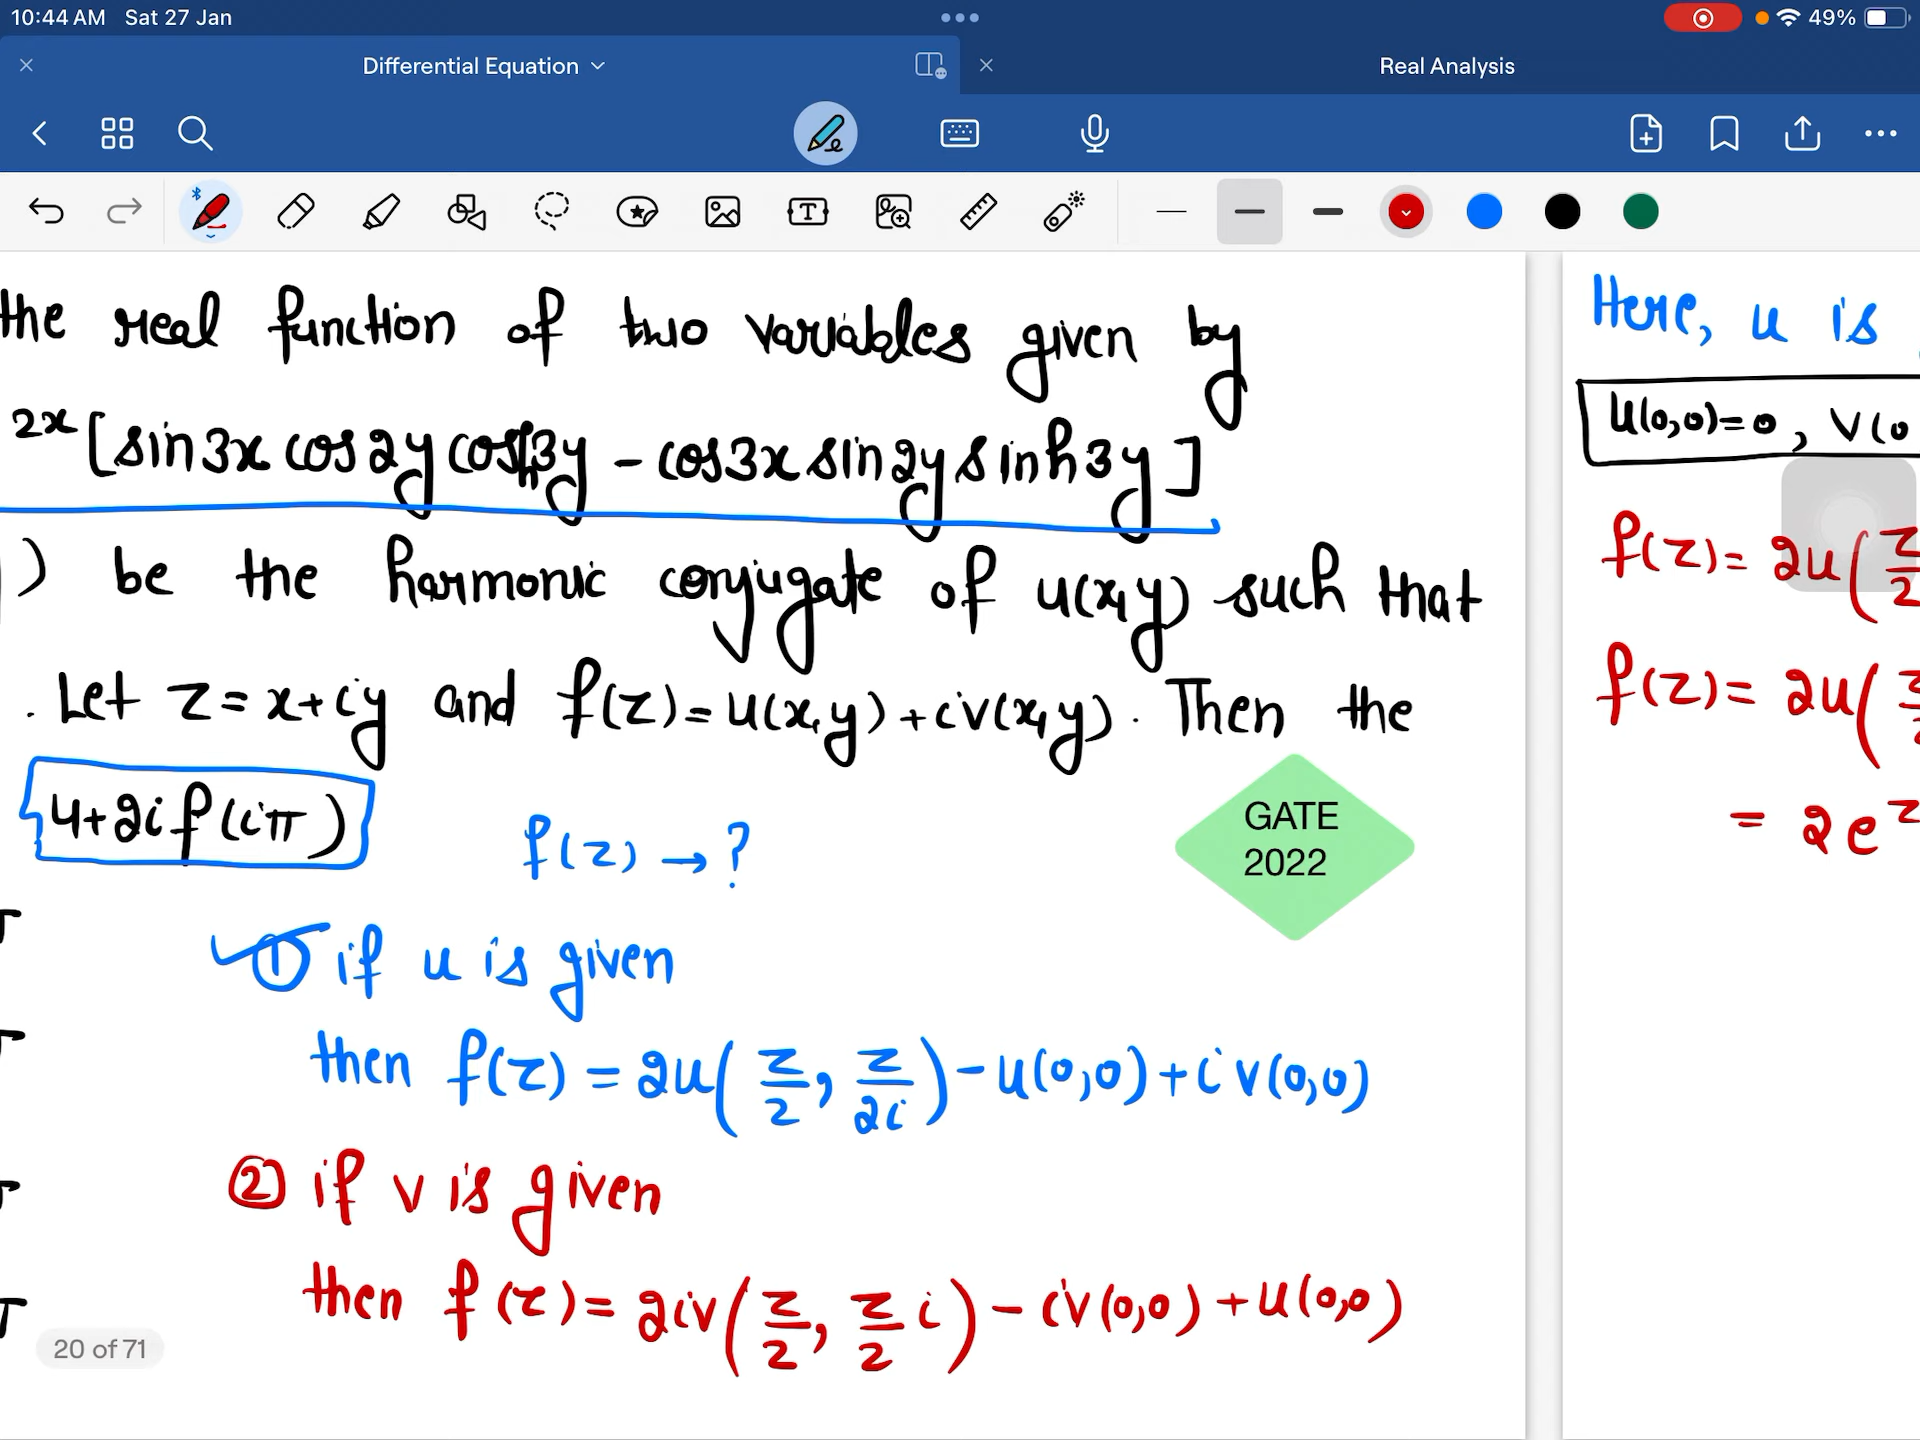 10:44 AM Sat 27 Jan
49%
Differential Equation
Real Analysis
the real function of two variables given by
2x [sin3x cos2y cosh3y - cos3x sin2y sinh3y]
) be the harmonic conjugate of u(x,y) such that
. Let z = x+iy and f(z) = u(x,y) + iv(x,y). Then the
4+2i f(iπ)
f(z) → ?
GATE
2022
① if u is given
then f(z) = 2u(z/2, z/2i) - u(0,0) + i v(0,0)
② if v is given
then f(z) = 2iv(z/2, z/2 i) - iv(0,0) + u(0,0)
20 of 71
Here, u is
u(0,0)=0, v(0
f(z) = 2u(z/2
f(z) = 2u(
= 2e^z